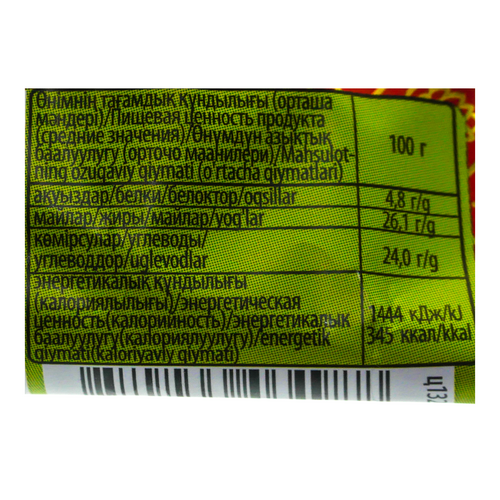 Өнімнің тағамдық құндылығы (орташа
мәндері)/Пищевая ценность продукта
(средние значения)/Өнүмдүн азыктык
баалуулугу (орточо маанилери)/Mahsulot-
ning ozuqaviy qiymati (o'rtacha qiymatlari)
100 г
ақуыздар/белки/белоктор/oqsillar
4,8 г/g
майлар/жиры/майлар/yog'lar
26,1 г/g
көмірсулар/углеводы/
углеводдор/uglevodlar
24,0 г/g
энергетикалық құндылығы
(калориялылығы)/энергетическая
ценность(калорийность)/энергетикалык
баалуулугу(калориялуулугу)/energetik
qiymati(kaloriyaviy qiymati)
1444 кДж/kJ
345 ккал/kkal